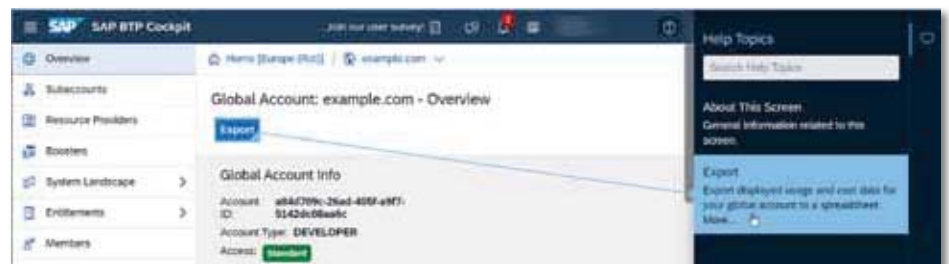 SAP SAP BTP Cockpit
Join our user survey!
Help Topics
Search Help Topics
Overview
Home [Europe (Rot)] / example.com
Subaccounts
Global Account: example.com - Overview
About This Screen
General information related to this
screen.
Resource Providers
Export
Boosters
Export
Export displayed usage and cost data for
your global account to a spreadsheet.
More...
System Landscape
Global Account Info
Account
ID:
Entitlements
Account Type: DEVELOPER
Members
Access: Standard